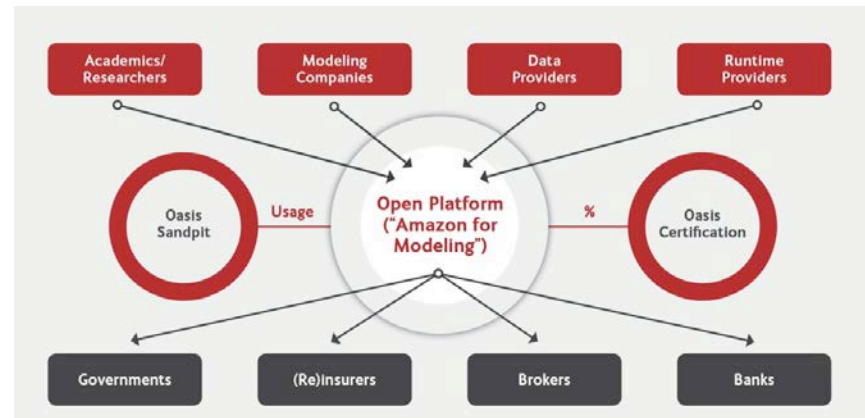 Academics/
Researchers
Modeling
Companies
Data
Providers
Runtime
Providers
Oasis
Sandpit
Usage
Open Platform
(“Amazon for
Modeling”)
%
Oasis
Certification
Governments
(Re)insurers
Brokers
Banks